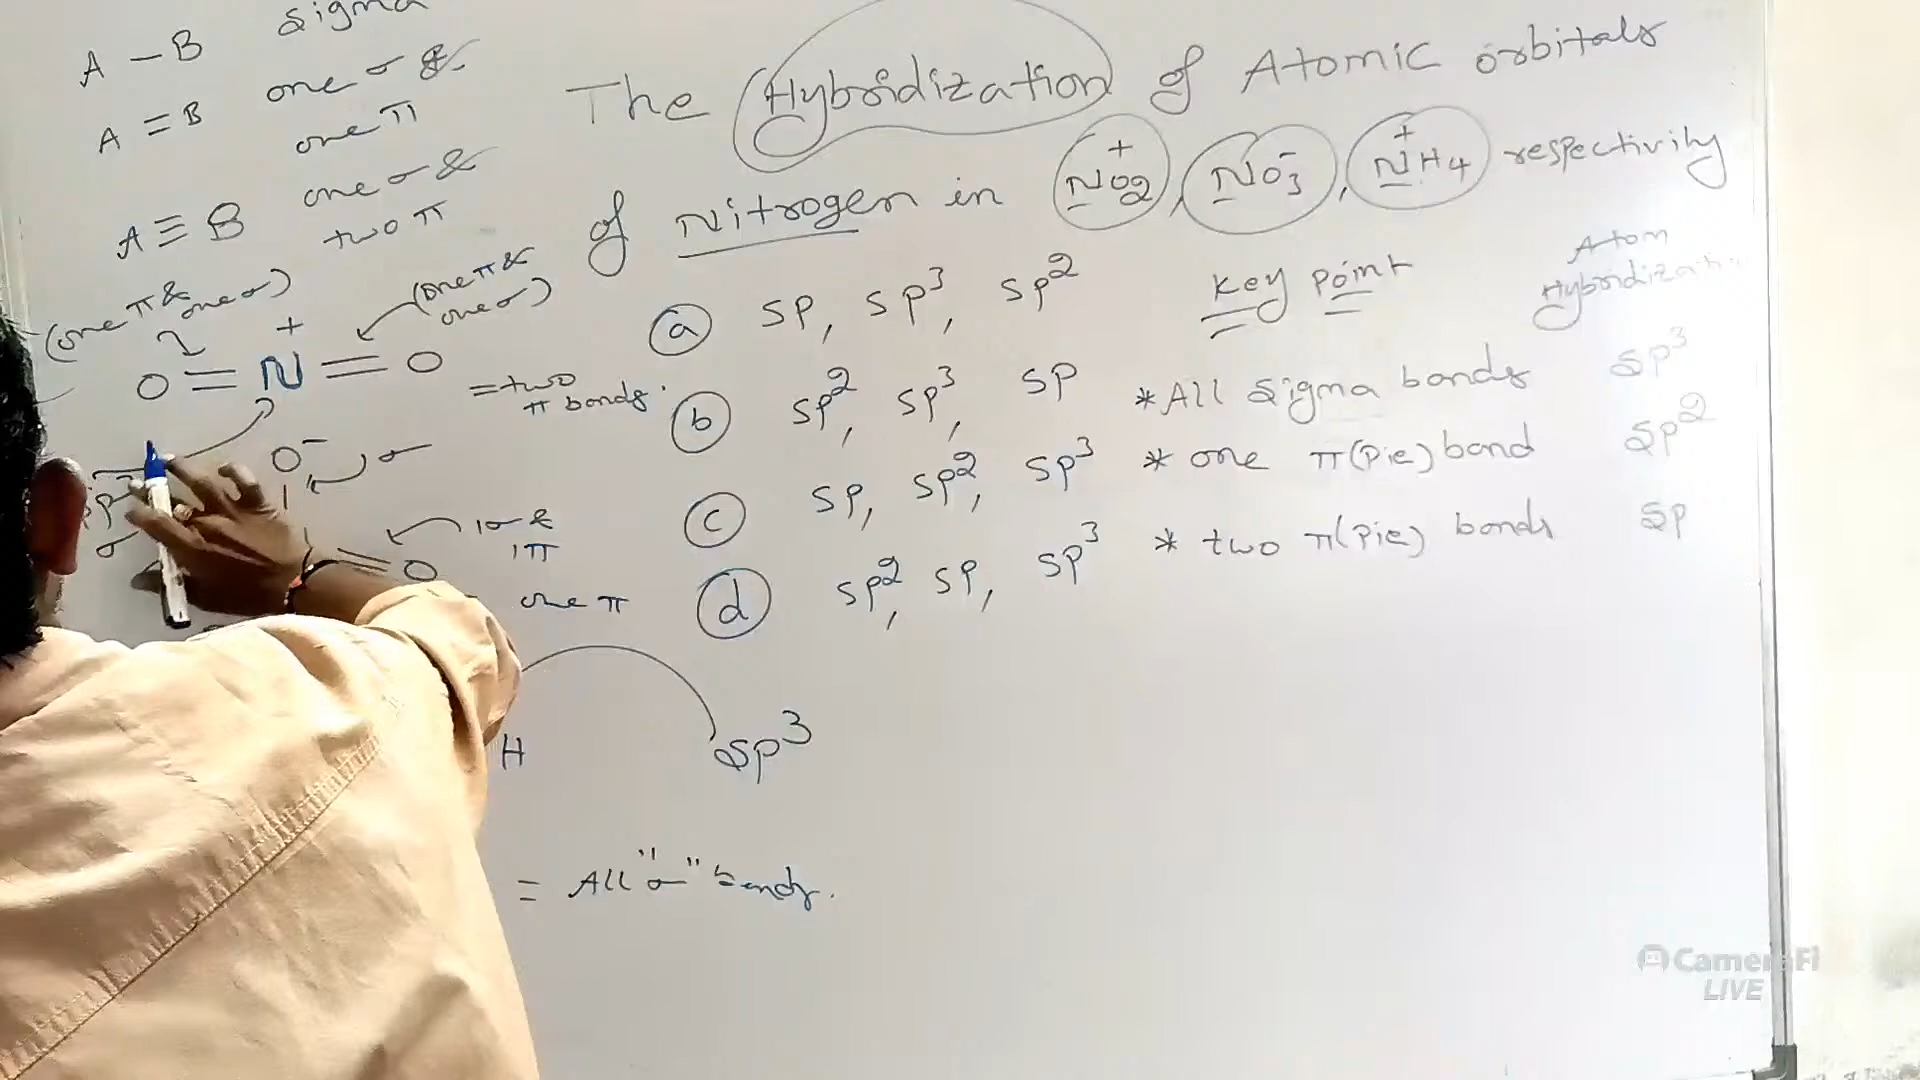 A - B sigma
A = B one σ &
one π
A ≡ B one σ &
two π
The Hybridization of Atomic orbitals
of Nitrogen in NO2+, NO3-, NH4+ respectivily
(one π & one σ)
(one π & one σ)
O = N+ = O
= two
π bonds.
O-
σ
1σ &
1π
O
one π
σ
H
sp3
= All "σ" bonds.
a sp, sp3, sp2
b sp2, sp3, sp
c sp, sp2, sp3
d sp2, sp, sp3
Key Point
Atom
* All sigma bonds sp3
* one π(Pie) band sp2
* two π(Pie) bonds sp
CameraFi
LIVE